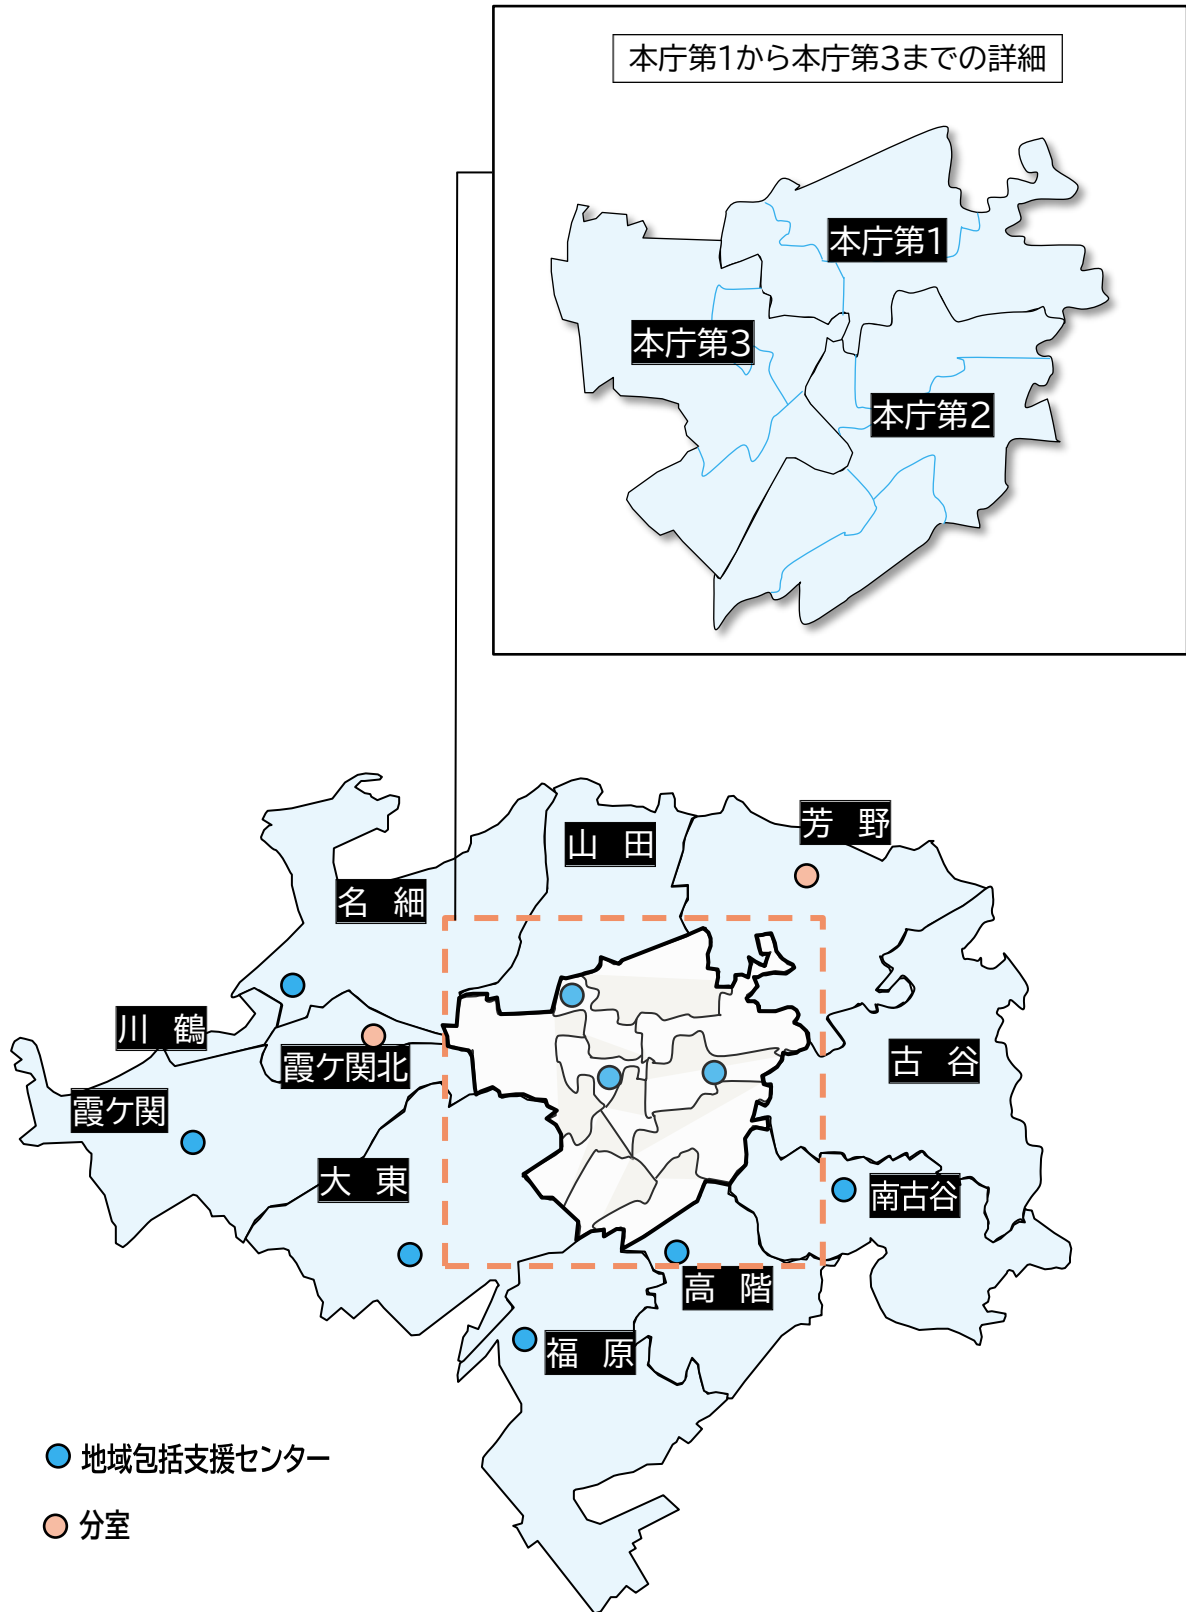 本庁第1から本庁第3までの詳細
本庁第1
本庁第3
本庁第2
芳 野
山 田
名 細
川 鶴
霞ケ関北
古 谷
霞ケ関
大 東
南古谷
高 階
福 原
地域包括支援センター
分室